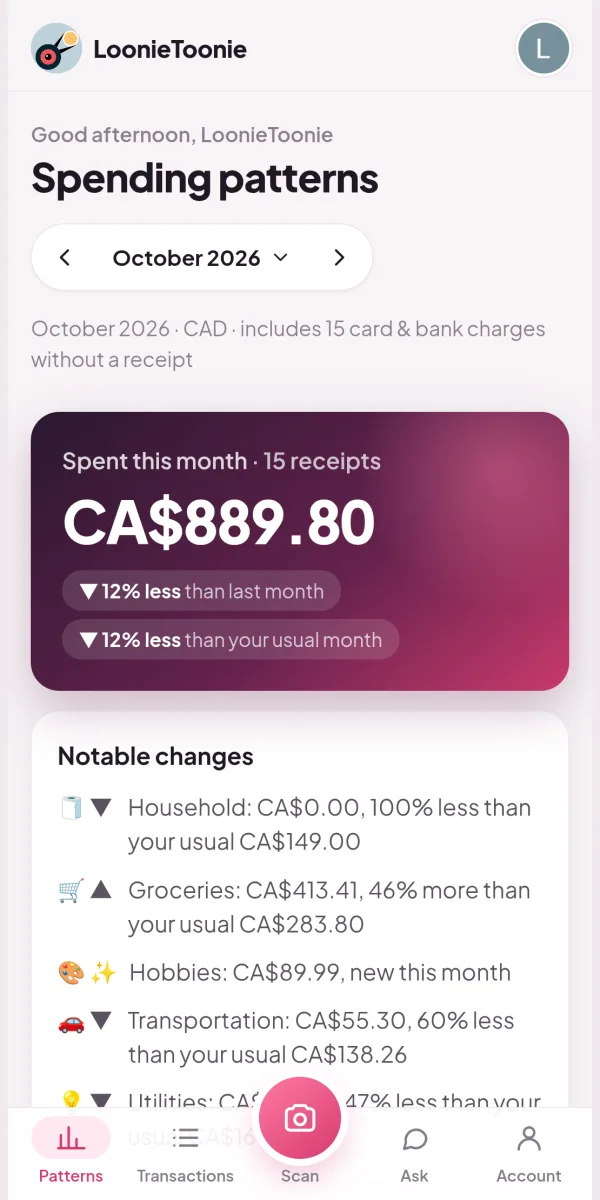 LoonieToonie
L
Good afternoon, LoonieToonie
Spending patterns
October 2026
October 2026 · CAD · includes 15 card & bank charges
without a receipt
Spent this month · 15 receipts
CA$889.80
▼ 12% less than last month
▼ 12% less than your usual month
Notable changes
Household: CA$0.00, 100% less than
your usual CA$149.00
Groceries: CA$413.41, 46% more than
your usual CA$283.80
Hobbies: CA$89.99, new this month
Transportation: CA$55.30, 60% less
than your usual CA$138.26
Utilities: 47% less than your
usual
Patterns
Transactions
Scan
Ask
Account